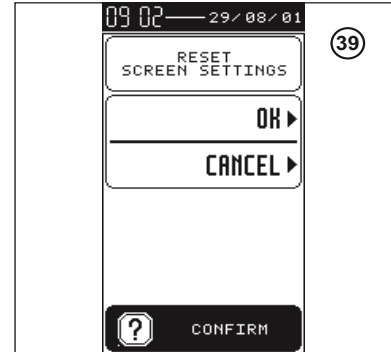 09 02 29/08/01
39
RESET
SCREEN SETTINGS
OK
CANCEL
? CONFIRM